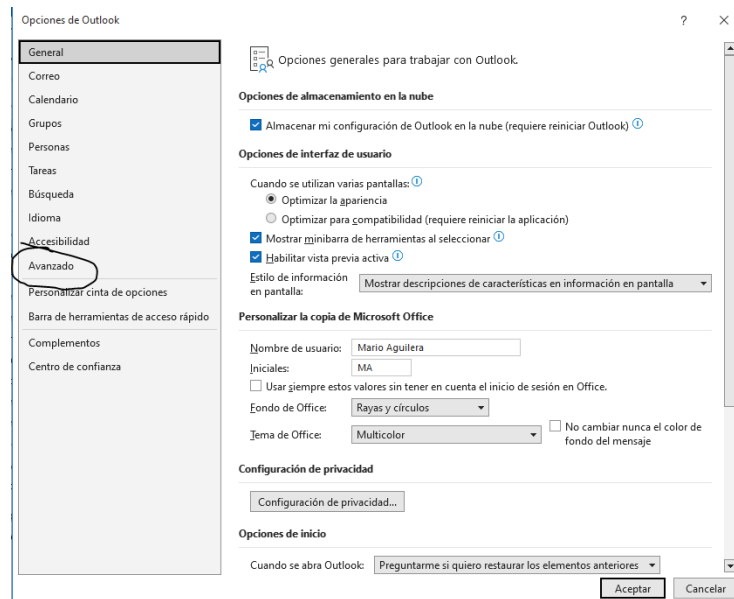 Opciones de Outlook
?
General
Correo
Calendario
Grupos
Personas
Tareas
Búsqueda
Idioma
Accesibilidad
Avanzado
Personalizar cinta de opciones
Barra de herramientas de acceso rápido
Complementos
Centro de confianza
Opciones generales para trabajar con Outlook.
Opciones de almacenamiento en la nube
Almacenar mi configuración de Outlook en la nube (requiere reiniciar Outlook)
Opciones de interfaz de usuario
Cuando se utilizan varias pantallas:
Optimizar la apariencia
Optimizar para compatibilidad (requiere reiniciar la aplicación)
Mostrar minibarra de herramientas al seleccionar
Habilitar vista previa activa
Estilo de información
en pantalla:
Mostrar descripciones de características en información en pantalla
Personalizar la copia de Microsoft Office
Nombre de usuario: Mario Aguilera
Iniciales: MA
Usar siempre estos valores sin tener en cuenta el inicio de sesión en Office.
Fondo de Office: Rayas y círculos
Tema de Office: Multicolor
No cambiar nunca el color de
fondo del mensaje
Configuración de privacidad
Configuración de privacidad...
Opciones de inicio
Cuando se abra Outlook: Preguntarme si quiero restaurar los elementos anteriores
Aceptar
Cancelar